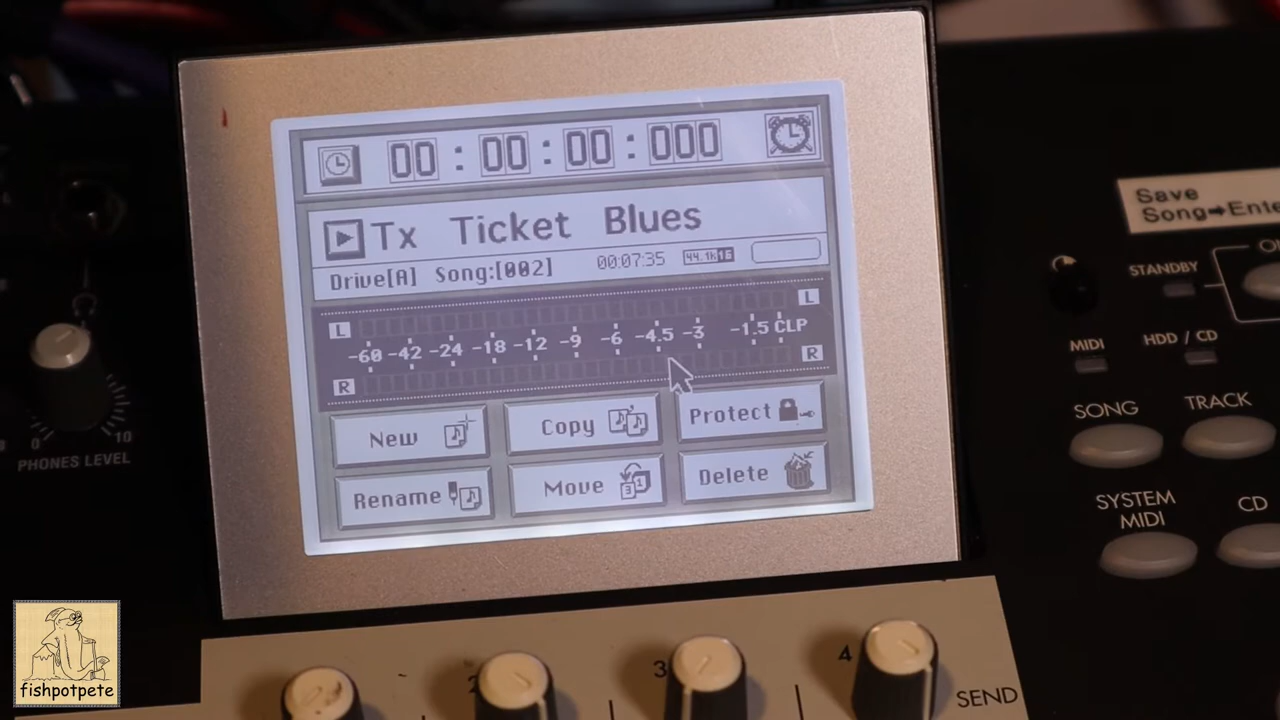 00 : 00 : 00 : 000
Tx Ticket Blues
Drive[A] Song:[002] 00:07:35 44.1k 16
L L
-60 -42 -24 -18 -12 -9 -6 -4.5 -3 -1.5 CLP
R R
New Copy Protect
Rename Move 31 Delete
Save
Song→Ente
STANDBY
MIDI HDD / CD
SONG TRACK
SYSTEM
MIDI
CD
0 10
PHONES LEVEL
2 3 4 SEND
fishpotpete